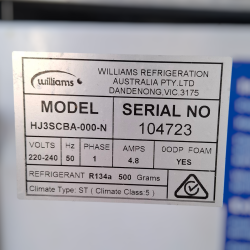 williams
WILLIAMS REFRIGERATION
AUSTRALIA PTY LTD
DANDENONG,VIC 3175
MODEL SERIAL NO
HJ3SCBA-000-N 104723
VOLTS HZ PHASE AMPS 0ODP FOAM
220-240 50 1 4.8 YES
REFRIGERANT R134a 500 Grams
Climate Type: ST ( Climate Class:5 )